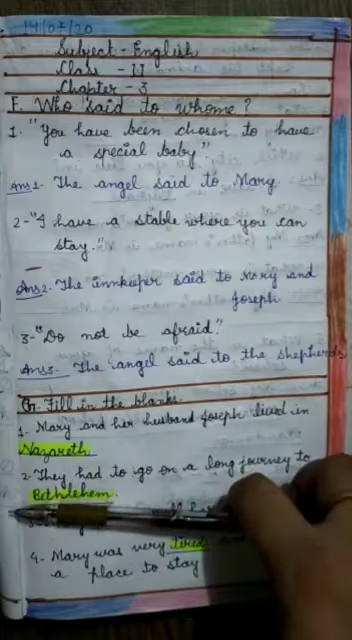 14/07/20
Subject - English
Class - II
Chapter - 3
F. Who said to whome?
1. "You have been chosen to have
a special baby"
Ans 1. The angel said to Mary.
2- "I have a stable where you can
stay."
Ans 2. The innkeeper said to Mary and
Joseph
3- "Do not be afraid."
Ans 3. The angel said to the shepherds
G. Fill in the blanks.
1. Mary and her husband Joseph lived in
Nazareth
2. They had to go on a long journey to
Bethlehem.
4. Mary was very tired
a place to stay